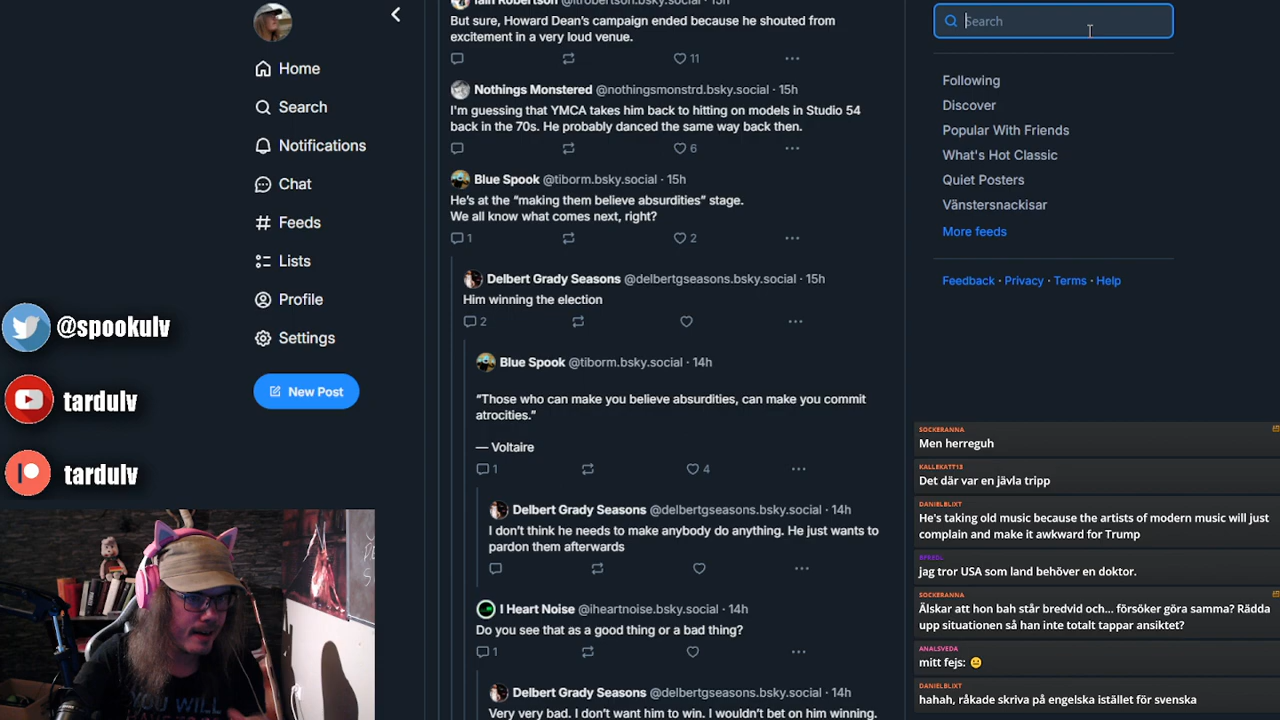 Home
Search
Notifications
Chat
Feeds
Lists
Profile
Settings
New Post
@spookulv
tardulv
tardulv
Iain Robertson @itrobertson.bsky.social · 15h
But sure, Howard Dean's campaign ended because he shouted from
excitement in a very loud venue.
11
Nothings Monstered @nothingsmonstrd.bsky.social · 15h
I'm guessing that YMCA takes him back to hitting on models in Studio 54
back in the 70s. He probably danced the same way back then.
6
Blue Spook @tiborm.bsky.social · 15h
He's at the “making them believe absurdities” stage.
We all know what comes next, right?
1 2
Delbert Grady Seasons @delbertgseasons.bsky.social · 15h
Him winning the election
2
Blue Spook @tiborm.bsky.social · 14h
“Those who can make you believe absurdities, can make you commit
atrocities.”
— Voltaire
1 4
Delbert Grady Seasons @delbertgseasons.bsky.social · 14h
I don't think he needs to make anybody do anything. He just wants to
pardon them afterwards
I Heart Noise @iheartnoise.bsky.social · 14h
Do you see that as a good thing or a bad thing?
1
Delbert Grady Seasons @delbertgseasons.bsky.social · 14h
Very very bad. I don't want him to win. I wouldn't bet on him winning.
Search
Following
Discover
Popular With Friends
What's Hot Classic
Quiet Posters
Vänstersnackisar
More feeds
Feedback · Privacy · Terms · Help
SOCKERANNA
Men herreguh
KALLEKATT13
Det där var en jävla tripp
DANIELBLIXT
He's taking old music because the artists of modern music will just
complain and make it awkward for Trump
jag tror USA som land behöver en doktor.
SOCKERANNA
Älskar att hon bah står bredvid och... försöker göra samma? Rädda
upp situationen så han inte totalt tappar ansiktet?
ANALSVEDA
mitt fejs: 😐
DANIELBLIXT
hahah, råkade skriva på engelska istället för svenska
YOU WILL